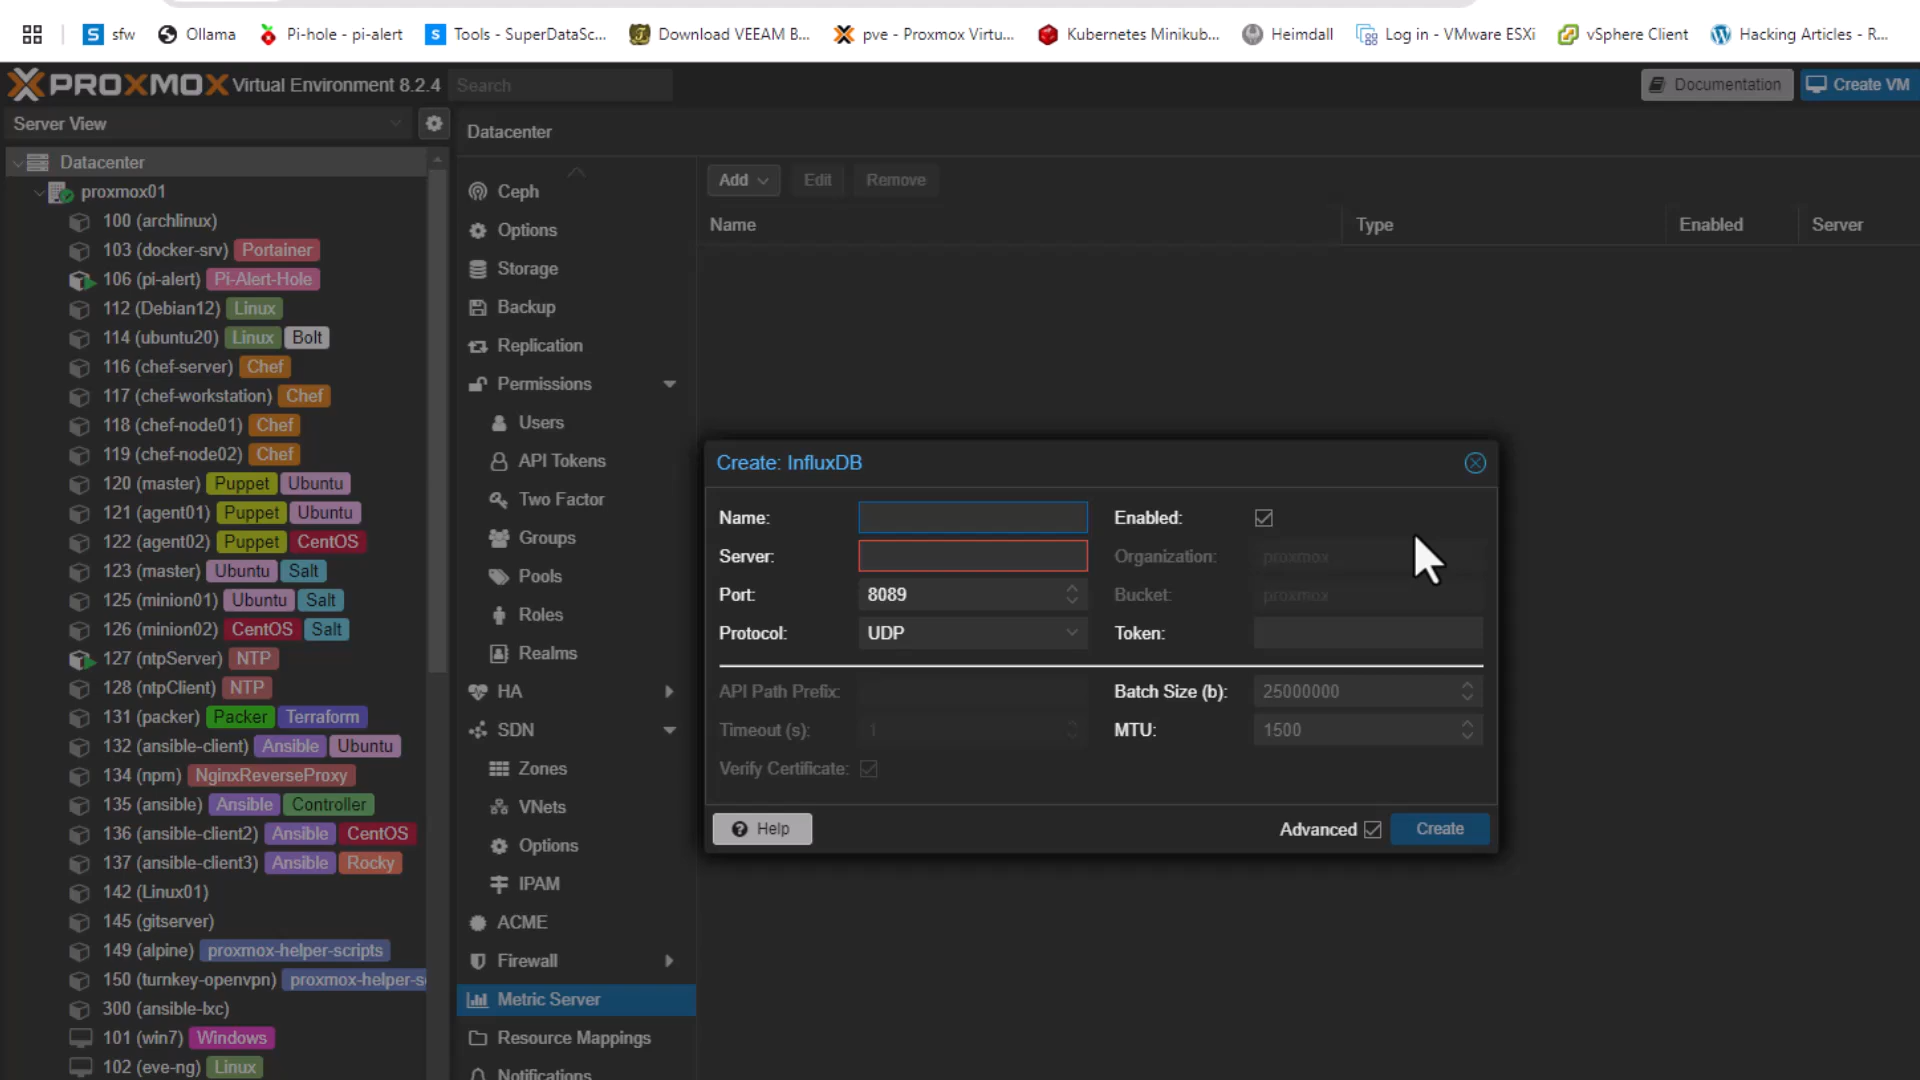 sfw Ollama Pi-hole - pi-alert Tools - SuperDataSc... Download VEEAM B... pve - Proxmox Virtu... Kubernetes Minikub... Heimdall Log in - VMware ESXi vSphere Client Hacking Articles - R...
PROXMOX Virtual Environment 8.2.4 Search Documentation Create VM
Server View
Datacenter
proxmox01
100 (archlinux)
103 (docker-srv) Portainer
106 (pi-alert) Pi-Alert-Hole
112 (Debian12) Linux
114 (ubuntu20) Linux Bolt
116 (chef-server) Chef
117 (chef-workstation) Chef
118 (chef-node01) Chef
119 (chef-node02) Chef
120 (master) Puppet Ubuntu
121 (agent01) Puppet Ubuntu
122 (agent02) Puppet CentOS
123 (master) Ubuntu Salt
125 (minion01) Ubuntu Salt
126 (minion02) CentOS Salt
127 (ntpServer) NTP
128 (ntpClient) NTP
131 (packer) Packer Terraform
132 (ansible-client) Ansible Ubuntu
134 (npm) NginxReverseProxy
135 (ansible) Ansible Controller
136 (ansible-client2) Ansible CentOS
137 (ansible-client3) Ansible Rocky
142 (Linux01)
145 (gitserver)
149 (alpine) proxmox-helper-scripts
150 (turnkey-openvpn) proxmox-helper-s
300 (ansible-lxc)
101 (win7) Windows
102 (eve-ng) Linux
Datacenter
Ceph
Options
Storage
Backup
Replication
Permissions
Users
API Tokens
Two Factor
Groups
Pools
Roles
Realms
HA
SDN
Zones
VNets
Options
IPAM
ACME
Firewall
Metric Server
Resource Mappings
Notifications
Add Edit Remove
Name Type Enabled Server
Create: InfluxDB
Name: Enabled:
Server: Organization: proxmox
Port: 8089 Bucket: proxmox
Protocol: UDP Token:
API Path Prefix: Batch Size (b): 25000000
Timeout (s): 1 MTU: 1500
Verify Certificate:
Help Advanced Create